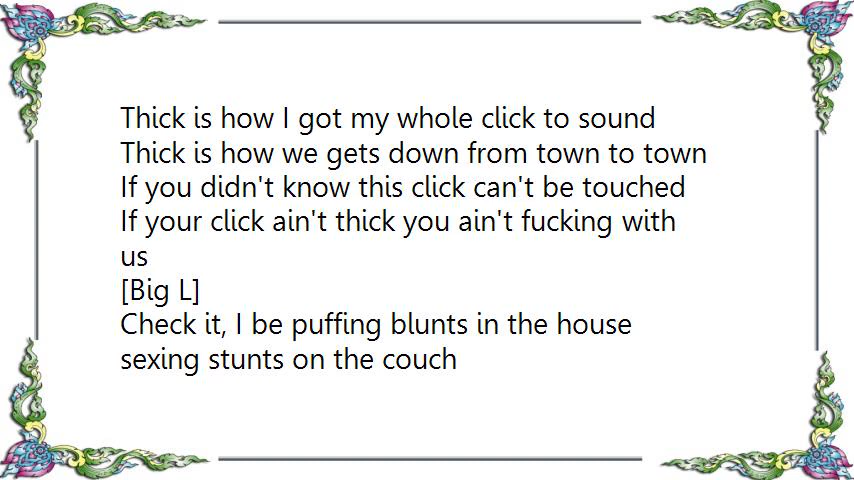 Thick is how I got my whole click to sound
Thick is how we gets down from town to town
If you didn't know this click can't be touched
If your click ain't thick you ain't fucking with
us
[Big L]
Check it, I be puffing blunts in the house
sexing stunts on the couch